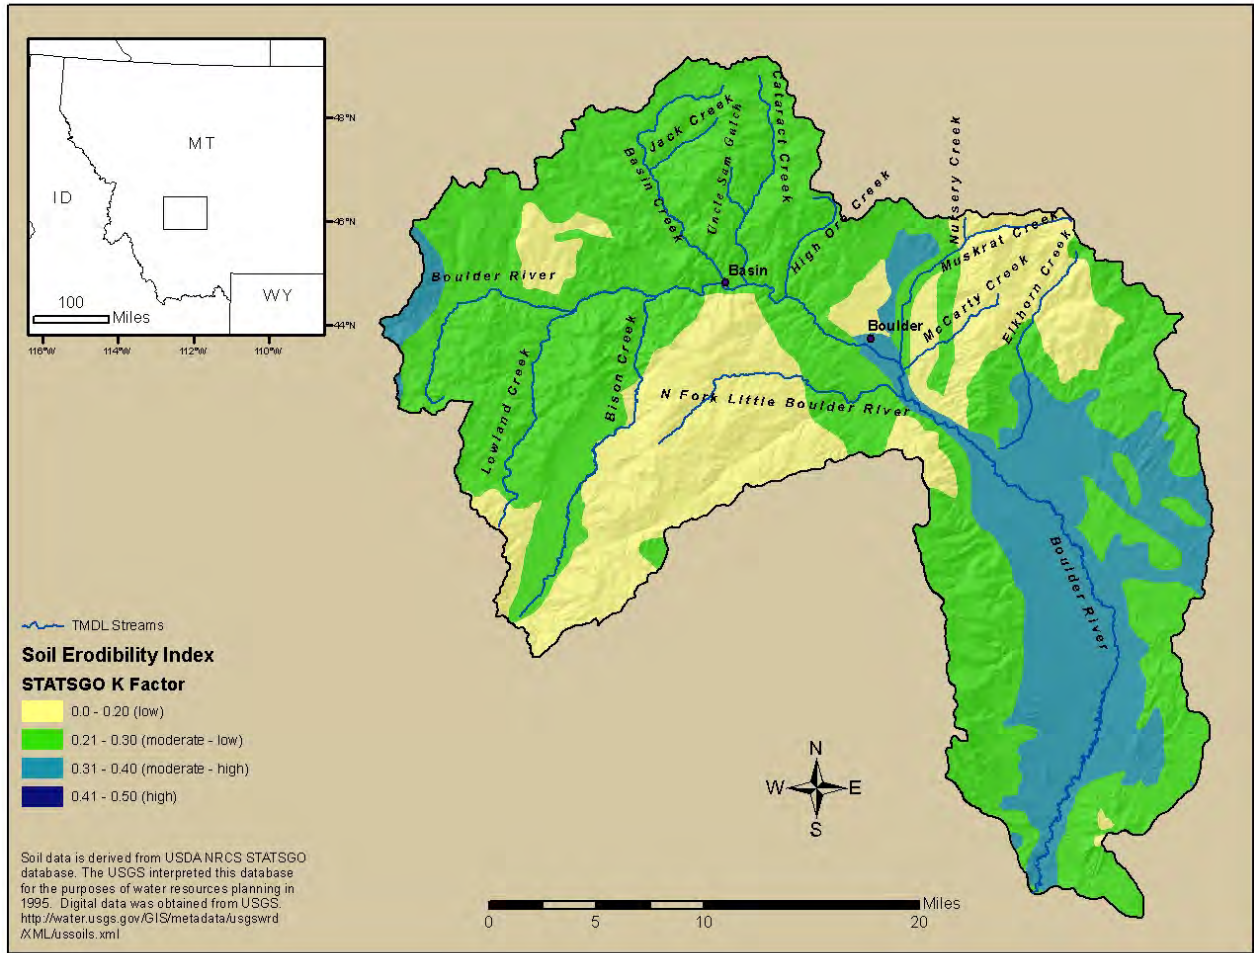 MT
ID
WY
100
Miles
48°N
46°N
44°N
116°W
114°W
112°W
110°W
Jack Creek
Basin Creek
Uncle Sam Gulch
Cataract Creek
High Ore Creek
Nursery Creek
Muskrat Creek
McCarty Creek
Elkhorn Creek
Boulder River
Basin
Boulder
Lowland Creek
Bison Creek
N Fork Little Boulder River
Boulder River
TMDL Streams
Soil Erodibility Index
STATSGO K Factor
0.0 - 0.20 (low)
0.21 - 0.30 (moderate - low)
0.31 - 0.40 (moderate - high)
0.41 - 0.50 (high)
N
W
E
S
Soil data is derived from USDA NRCS STATSGO
database. The USGS interpreted this database
for the purposes of water resources planning in
1995. Digital data was obtained from USGS.
http://water.usgs.gov/GIS/metadata/usgswrd
/XML/ussoils.xml
Miles
0
5
10
20